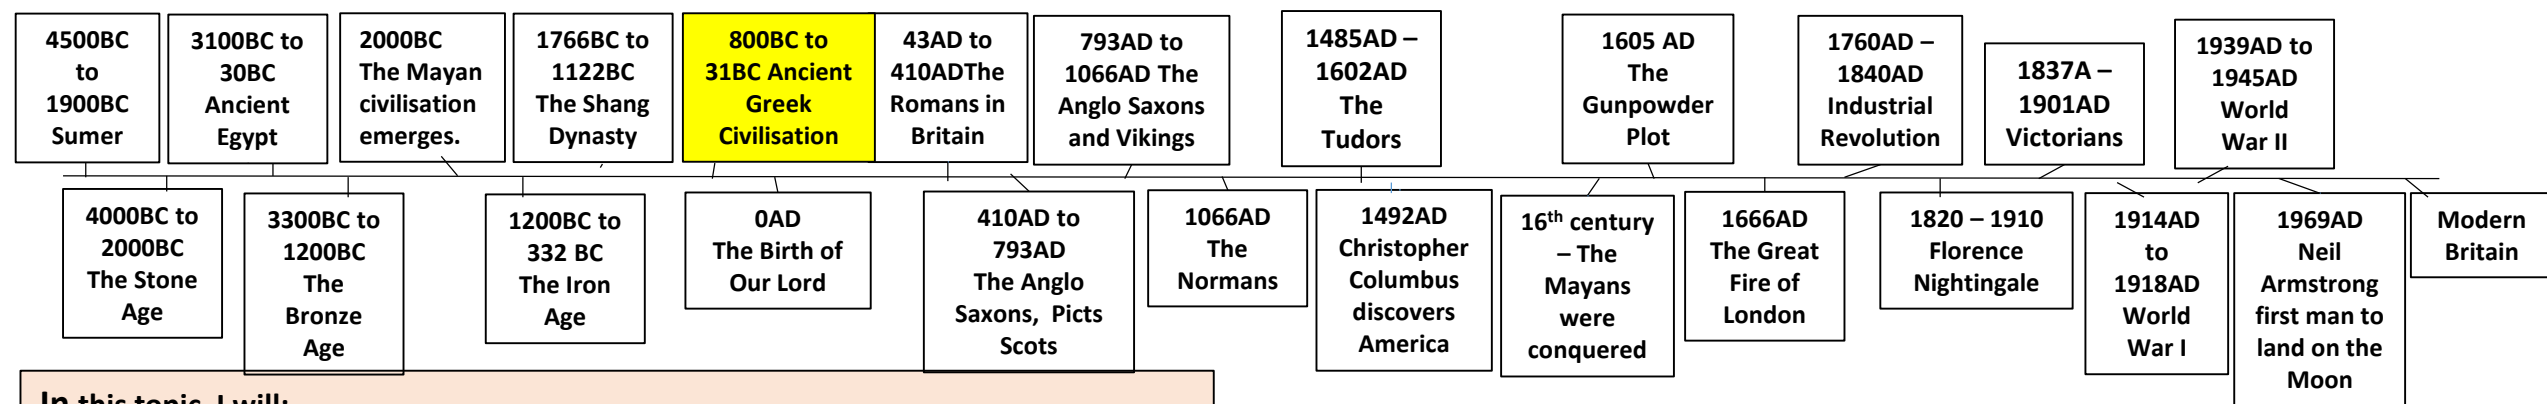 4500BC
to
1900BC
Sumer
3100BC to
30BC
Ancient
Egypt
2000BC
The Mayan
civilisation
emerges.
1766BC to
1122BC
The Shang
Dynasty
800BC to
31BC Ancient
Greek
Civilisation
43AD to
410ADThe
Romans in
Britain
793AD to
1066AD The
Anglo Saxons
and Vikings
1485AD –
1602AD
The
Tudors
1605 AD
The
Gunpowder
Plot
1760AD –
1840AD
Industrial
Revolution
1837A –
1901AD
Victorians
1939AD to
1945AD
World
War II
4000BC to
2000BC
The Stone
Age
3300BC to
1200BC
The
Bronze
Age
1200BC to
332 BC
The Iron
Age
0AD
The Birth of
Our Lord
410AD to
793AD
The Anglo
Saxons, Picts
Scots
1066AD
The
Normans
1492AD
Christopher
Columbus
discovers
America
16th century
– The
Mayans
were
conquered
1666AD
The Great
Fire of
London
1820 – 1910
Florence
Nightingale
1914AD
to
1918AD
World
War I
1969AD
Neil
Armstrong
first man to
land on the
Moon
Modern
Britain
In this topic, I will: